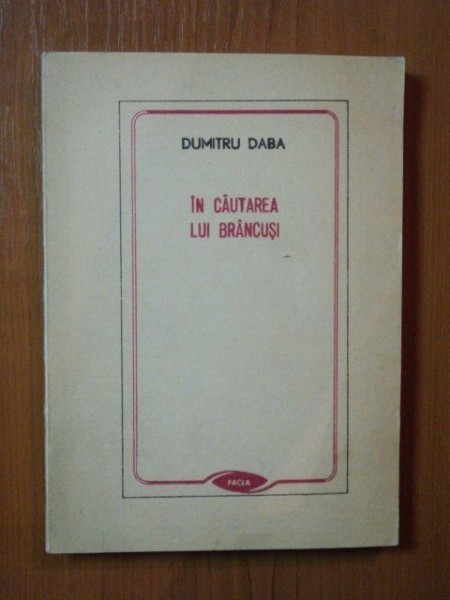 DUMITRU DABA
ÎN CĂUTAREA
LUI BRÂNCUȘI
FACLA